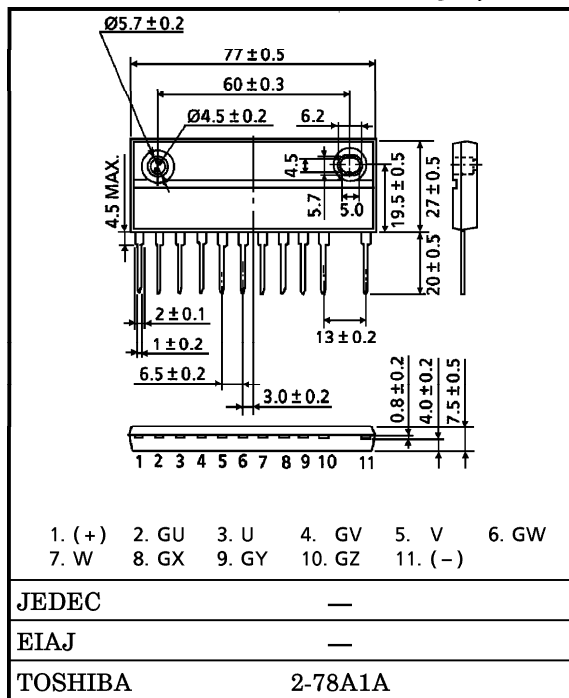 Ø5.7 ± 0.2
77 ± 0.5
60 ± 0.3
Ø4.5 ± 0.2
6.2
4.5 MAX.
4.5
5.7
5.0
19.5 ± 0.5
27 ± 0.5
20 ± 0.5
2 ± 0.1
13 ± 0.2
1 ± 0.2
6.5 ± 0.2
3.0 ± 0.2
0.8 ± 0.2
4.0 ± 0.2
7.5 ± 0.5
1 2 3 4 5 6 7 8 9 10 11
1. (+) 2. GU 3. U 4. GV 5. V 6. GW
7. W 8. GX 9. GY 10. GZ 11. (−)
JEDEC —
EIAJ —
TOSHIBA 2-78A1A